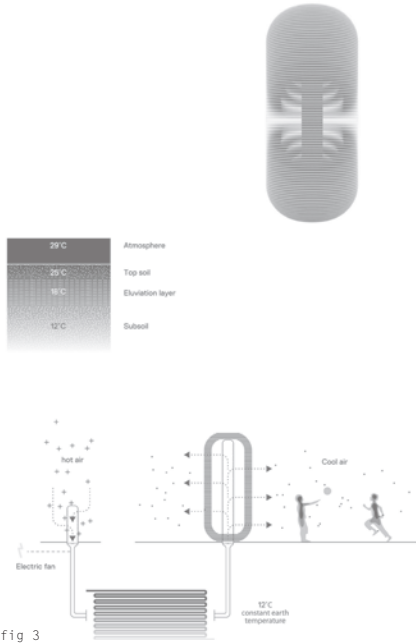 29°C Atmosphere
25°C Top soil
16°C Eluviation layer
12°C Subsoil
hot air
Cool air
Electric fan
12°C
constant earth
temperature
fig 3